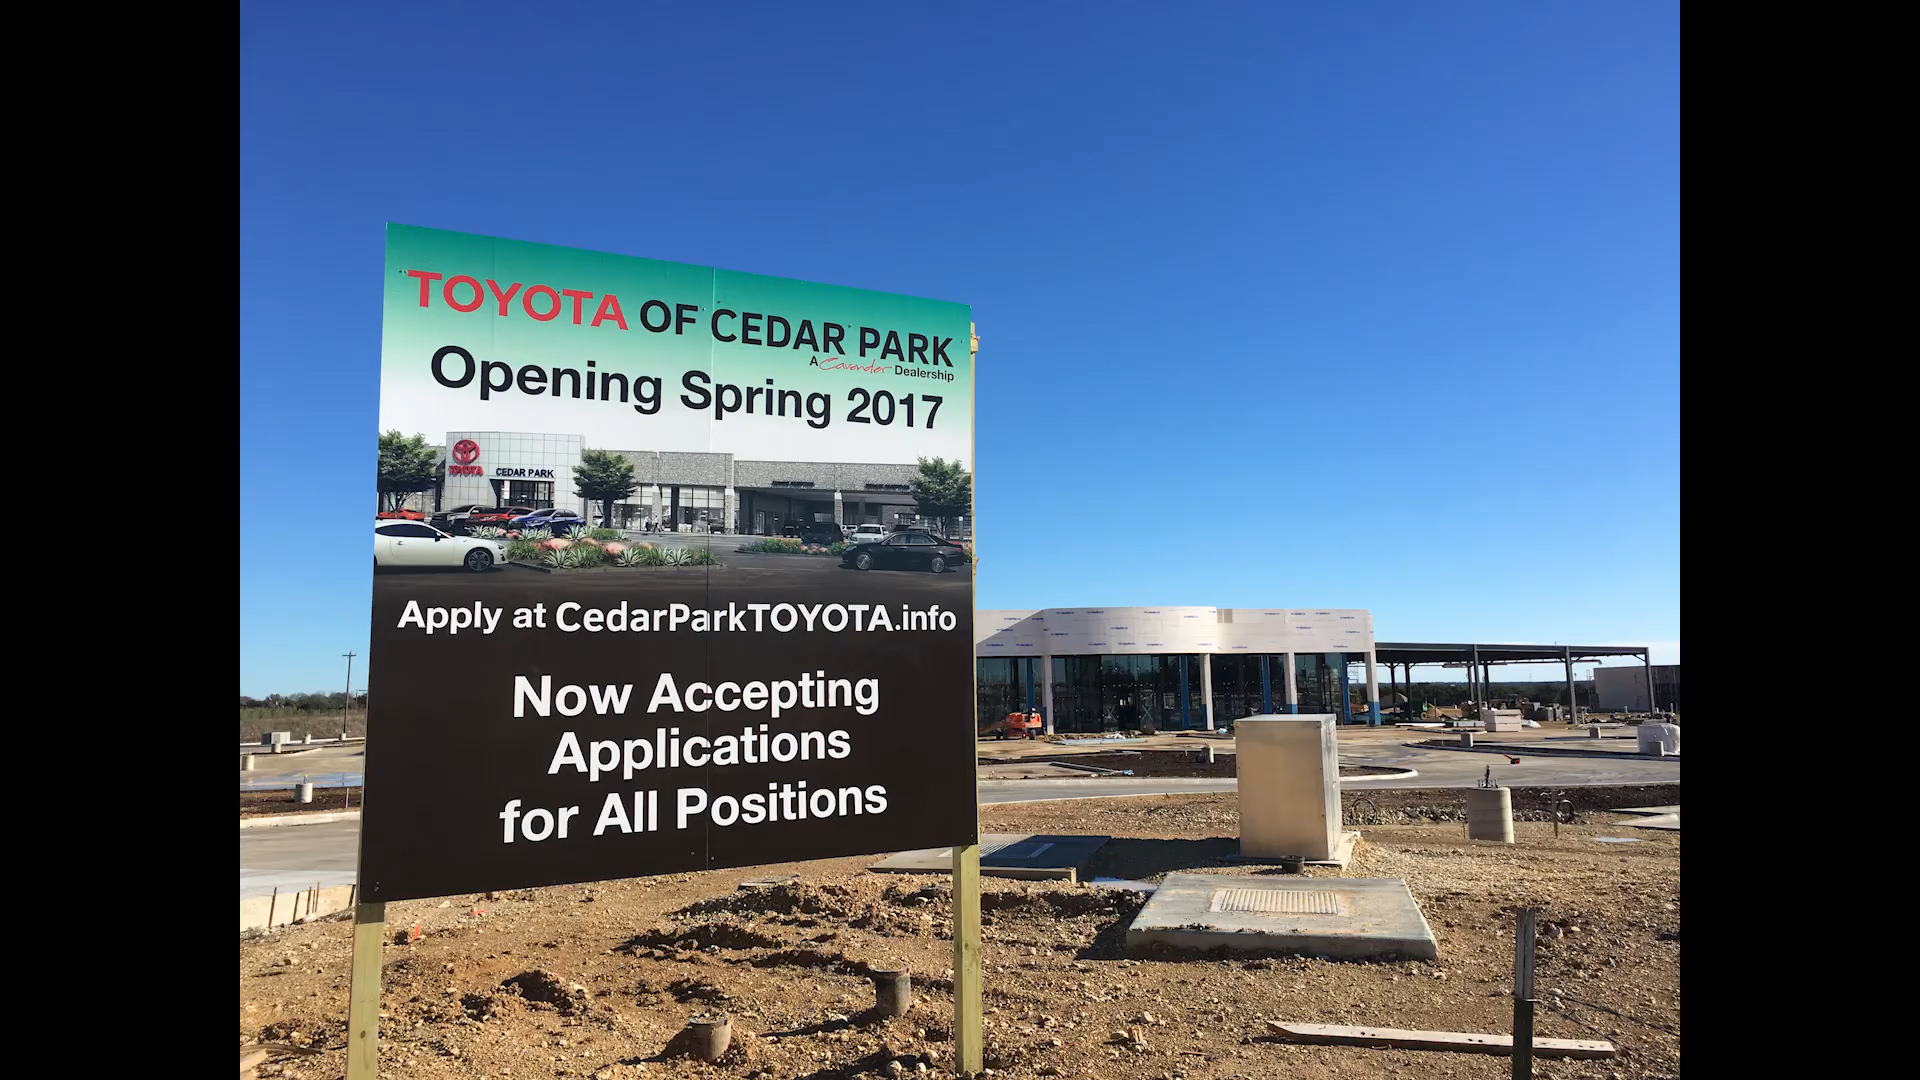 TOYOTA OF CEDAR PARK
A Cavender Dealership
Opening Spring 2017
TOYOTA
CEDAR PARK
Apply at CedarParkTOYOTA.info
Now Accepting
Applications
for All Positions